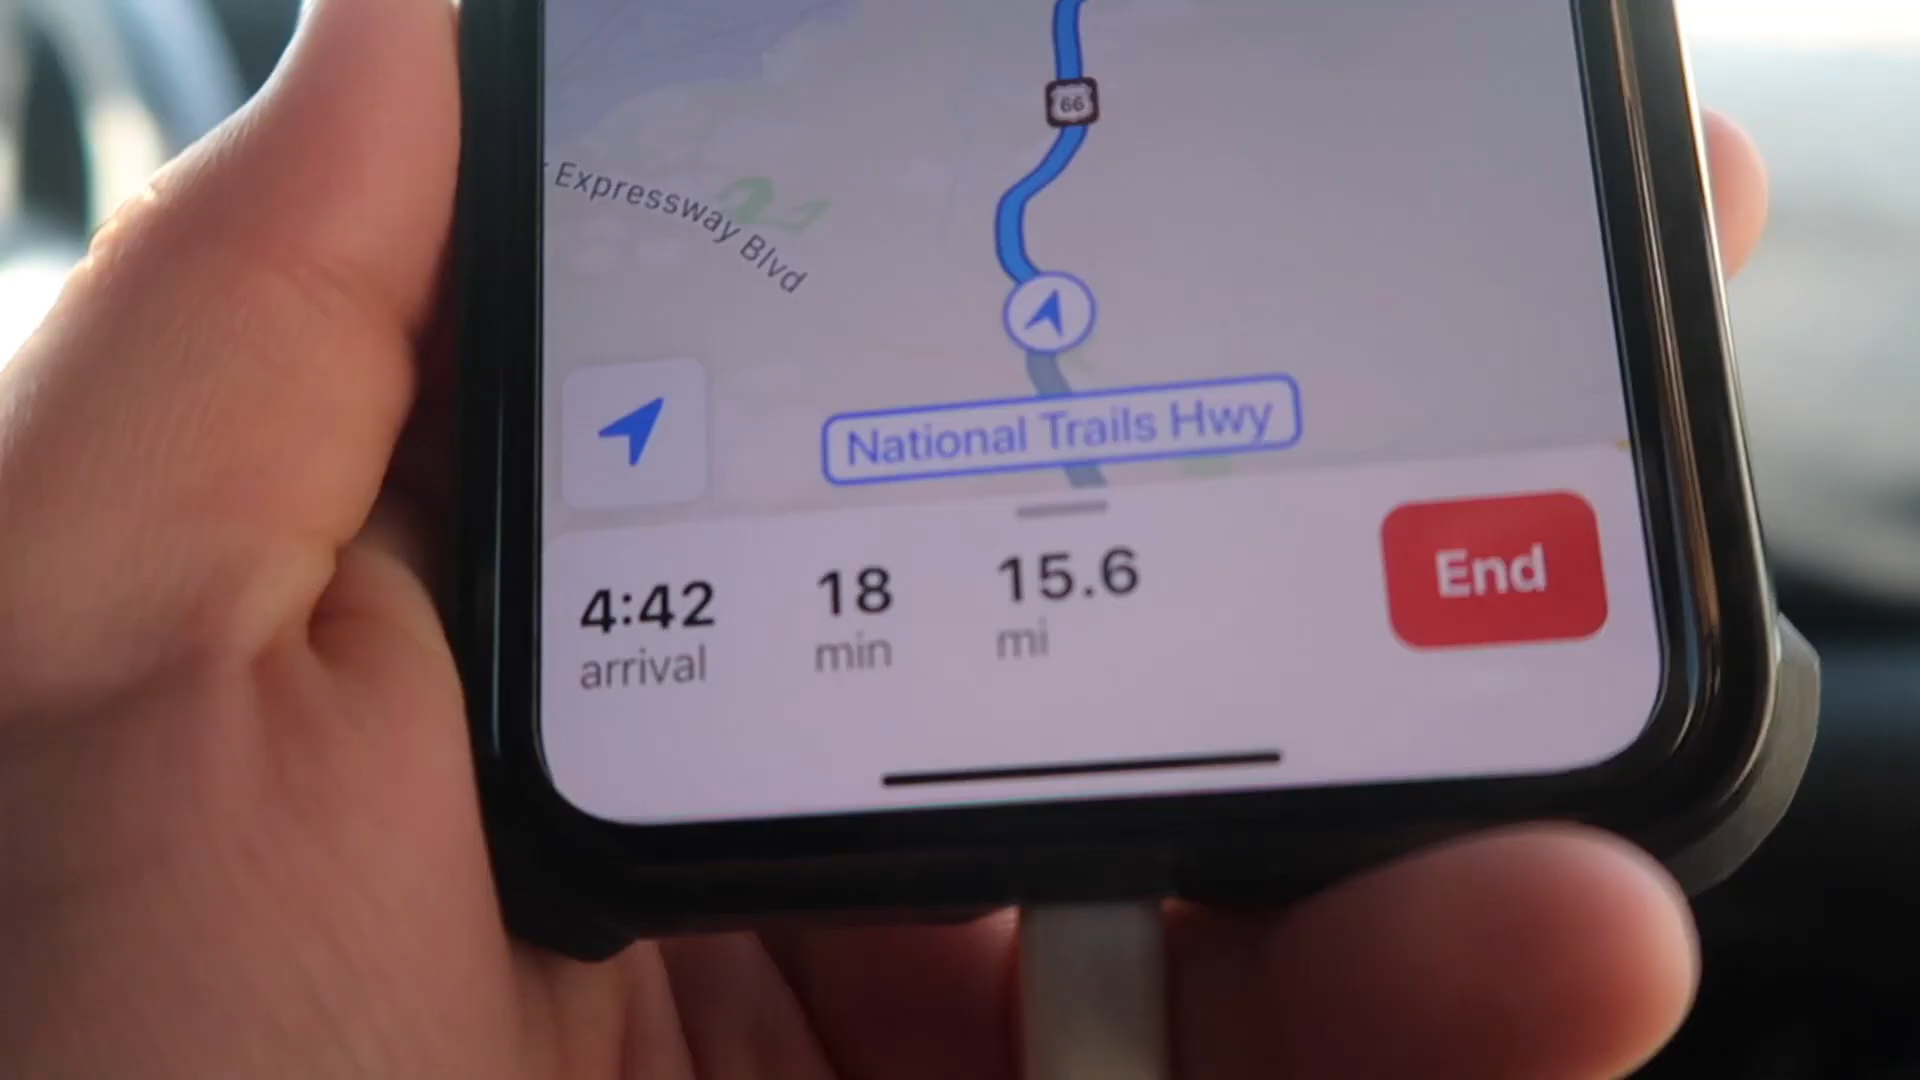 66
Expressway Blvd
National Trails Hwy
4:42 18 15.6
arrival min mi
End